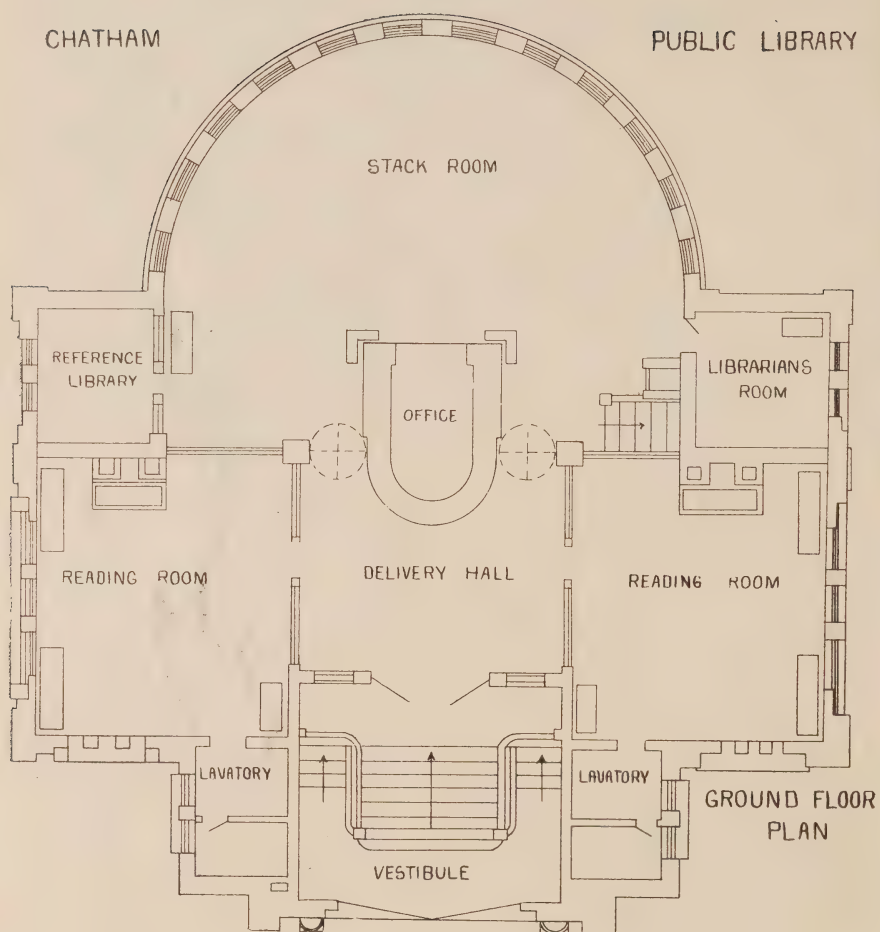 CHATHAM PUBLIC LIBRARY
STACK ROOM
REFERENCE
LIBRARY
OFFICE
LIBRARIANS
ROOM
READING ROOM
DELIVERY HALL
READING ROOM
LAVATORY
LAVATORY
GROUND FLOOR
PLAN
VESTIBULE